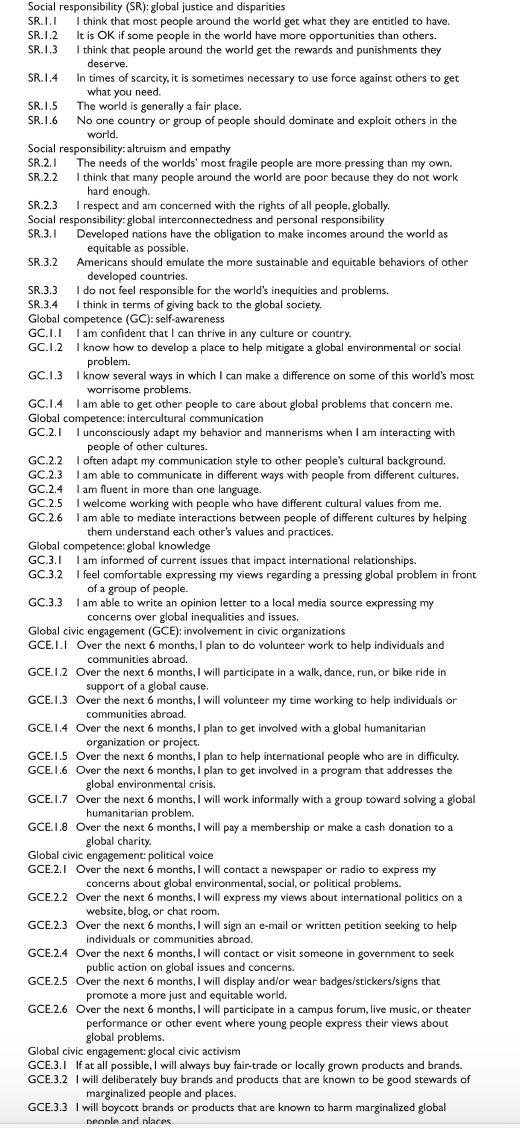 Social responsibility (SR): global justice and disparities
SR.1.1 I think that most people around the world get what they are entitled to have.
SR.1.2 It is OK if some people in the world have more opportunities than others.
SR.1.3 I think that people around the world get the rewards and punishments they
deserve.
SR.1.4 In times of scarcity, it is sometimes necessary to use force against others to get
what you need.
SR.1.5 The world is generally a fair place.
SR.1.6 No one country or group of people should dominate and exploit others in the
world.
Social responsibility: altruism and empathy
SR.2.1 The needs of the worlds' most fragile people are more pressing than my own.
SR.2.2 I think that many people around the world are poor because they do not work
hard enough.
SR.2.3 I respect and am concerned with the rights of all people, globally.
Social responsibility: global interconnectedness and personal responsibility
SR.3.1 Developed nations have the obligation to make incomes around the world as
equitable as possible.
SR.3.2 Americans should emulate the more sustainable and equitable behaviors of other
developed countries.
SR.3.3 I do not feel responsible for the world's inequities and problems.
SR.3.4 I think in terms of giving back to the global society.
Global competence (GC): self-awareness
GC.1.1 I am confident that I can thrive in any culture or country.
GC.1.2 I know how to develop a place to help mitigate a global environmental or social
problem.
GC.1.3 I know several ways in which I can make a difference on some of this world's most
worrisome problems.
GC.1.4 I am able to get other people to care about global problems that concern me.
Global competence: intercultural communication
GC.2.1 I unconsciously adapt my behavior and mannerisms when I am interacting with
people of other cultures.
GC.2.2 I often adapt my communication style to other people's cultural background.
GC.2.3 I am able to communicate in different ways with people from different cultures.
GC.2.4 I am fluent in more than one language.
GC.2.5 I welcome working with people who have different cultural values from me.
GC.2.6 I am able to mediate interactions between people of different cultures by helping
them understand each other's values and practices.
Global competence: global knowledge
GC.3.1 I am informed of current issues that impact international relationships.
GC.3.2 I feel comfortable expressing my views regarding a pressing global problem in front
of a group of people.
GC.3.3 I am able to write an opinion letter to a local media source expressing my
concerns over global inequalities and issues.
Global civic engagement (GCE): involvement in civic organizations
GCE.1.1 Over the next 6 months, I plan to do volunteer work to help individuals and
communities abroad.
GCE.1.2 Over the next 6 months, I will participate in a walk, dance, run, or bike ride in
support of a global cause.
GCE.1.3 Over the next 6 months, I will volunteer my time working to help individuals or
communities abroad.
GCE.1.4 Over the next 6 months, I plan to get involved with a global humanitarian
organization or project.
GCE.1.5 Over the next 6 months, I plan to help international people who are in difficulty.
GCE.1.6 Over the next 6 months, I plan to get involved in a program that addresses the
global environmental crisis.
GCE.1.7 Over the next 6 months, I will work informally with a group toward solving a global
humanitarian problem.
GCE.1.8 Over the next 6 months, I will pay a membership or make a cash donation to a
global charity.
Global civic engagement: political voice
GCE.2.1 Over the next 6 months, I will contact a newspaper or radio to express my
concerns about global environmental, social, or political problems.
GCE.2.2 Over the next 6 months, I will express my views about international politics on a
website, blog, or chat room.
GCE.2.3 Over the next 6 months, I will sign an e-mail or written petition seeking to help
individuals or communities abroad.
GCE.2.4 Over the next 6 months, I will contact or visit someone in government to seek
public action on global issues and concerns.
GCE.2.5 Over the next 6 months, I will display and/or wear badges/stickers/signs that
promote a more just and equitable world.
GCE.2.6 Over the next 6 months, I will participate in a campus forum, live music, or theater
performance or other event where young people express their views about
global problems.
Global civic engagement: glocal civic activism
GCE.3.1 If at all possible, I will always buy fair-trade or locally grown products and brands.
GCE.3.2 I will deliberately buy brands and products that are known to be good stewards of
marginalized people and places.
GCE.3.3 I will boycott brands or products that are known to harm marginalized global
people and places.